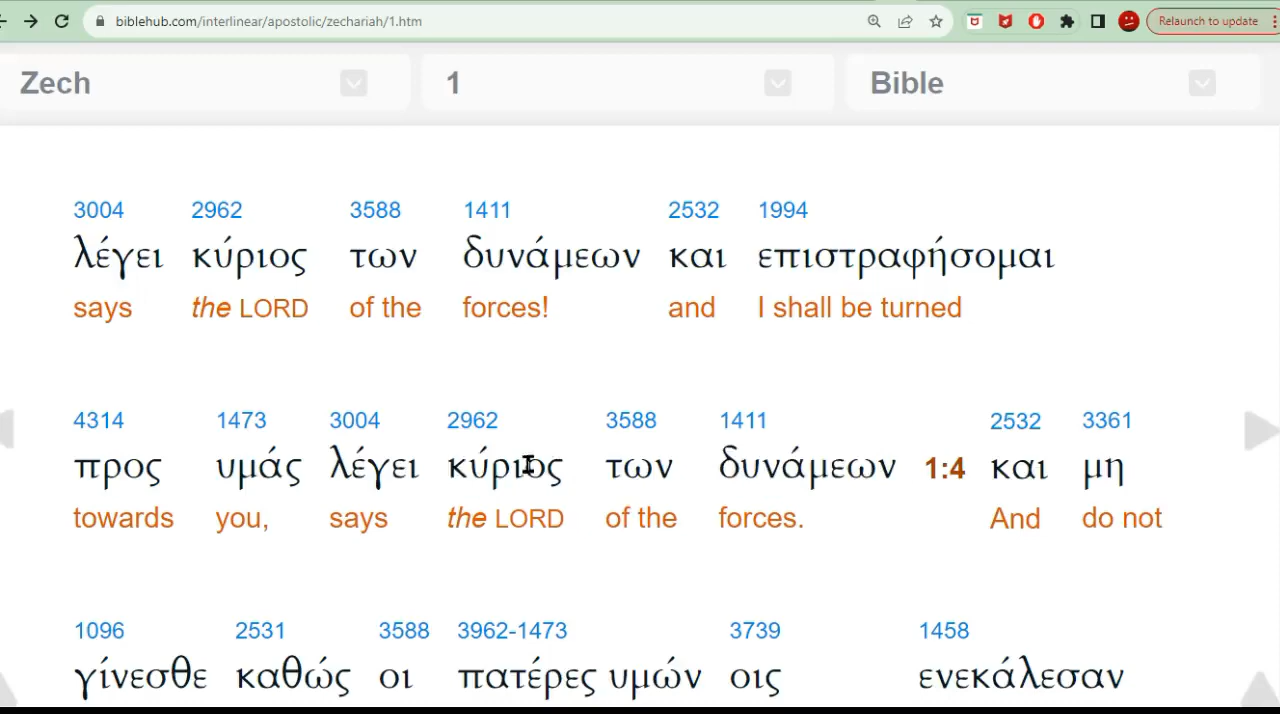 biblehub.com/interlinear/apostolic/zechariah/1.htm Relaunch to update
Zech 1 Bible
3004 2962 3588 1411 2532 1994
λέγει κύριος των δυνάμεων και επιστραφήσομαι
says the LORD of the forces! and I shall be turned
4314 1473 3004 2962 3588 1411 2532 3361
προς υμάς λέγει κύριος των δυνάμεων 1:4 και μη
towards you, says the LORD of the forces. And do not
1096 2531 3588 3962-1473 3739 1458
γίνεσθε καθώς οι πατέρες υμών οις ενεκάλεσαν